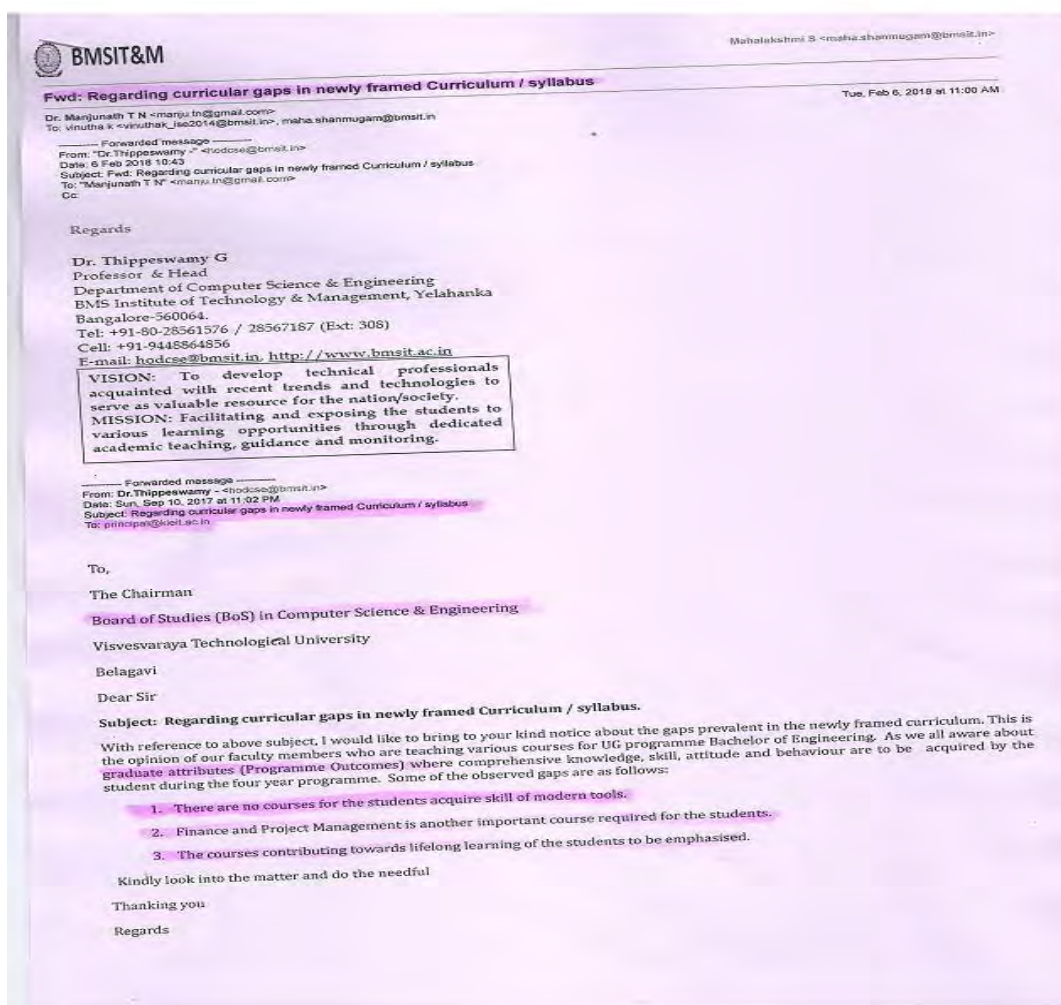 BMSIT&M
Mahalakshmi S <maha.shanmugam@bmsit.in>
Fwd: Regarding curricular gaps in newly framed Curriculum / syllabus
Dr. Manjunath T N <manju.tn@gmail.com>
Tue, Feb 6, 2018 at 11:00 AM
To: vinutha k <vinuthak_ise2014@bmsit.in>, maha.shanmugam@bmsit.in
---------- Forwarded message ----------
From: "Dr.Thippeswamy -" <hodcse@bmsit.in>
Date: 6 Feb 2018 10:43
Subject: Fwd: Regarding curricular gaps in newly framed Curriculum / syllabus
To: "Manjunath T N" <manju.tn@gmail.com>
Cc:
Regards
Dr. Thippeswamy G
Professor & Head
Department of Computer Science & Engineering
BMS Institute of Technology & Management, Yelahanka
Bangalore-560064.
Tel: +91-80-28561576 / 28567187 (Ext: 308)
Cell: +91-9448864856
E-mail: hodcse@bmsit.in, http://www.bmsit.ac.in
VISION: To develop technical professionals
acquainted with recent trends and technologies to
serve as valuable resource for the nation/society.
MISSION: Facilitating and exposing the students to
various learning opportunities through dedicated
academic teaching, guidance and monitoring.
---------- Forwarded message ----------
From: Dr.Thippeswamy - <hodcse@bmsit.in>
Date: Sun, Sep 10, 2017 at 11:02 PM
Subject: Regarding curricular gaps in newly framed Curriculum / syllabus
To: principal@kleit.ac.in
To,
The Chairman
Board of Studies (BoS) in Computer Science & Engineering
Visvesvaraya Technological University
Belagavi
Dear Sir
Subject: Regarding curricular gaps in newly framed Curriculum / syllabus.
With reference to above subject, I would like to bring to your kind notice about the gaps prevalent in the newly framed curriculum. This is
the opinion of our faculty members who are teaching various courses for UG programme Bachelor of Engineering. As we all aware about
graduate attributes (Programme Outcomes) where comprehensive knowledge, skill, attitude and behaviour are to be acquired by the
student during the four year programme. Some of the observed gaps are as follows:
1. There are no courses for the students acquire skill of modern tools.
2. Finance and Project Management is another important course required for the students.
3. The courses contributing towards lifelong learning of the students to be emphasised.
Kindly look into the matter and do the needful
Thanking you
Regards